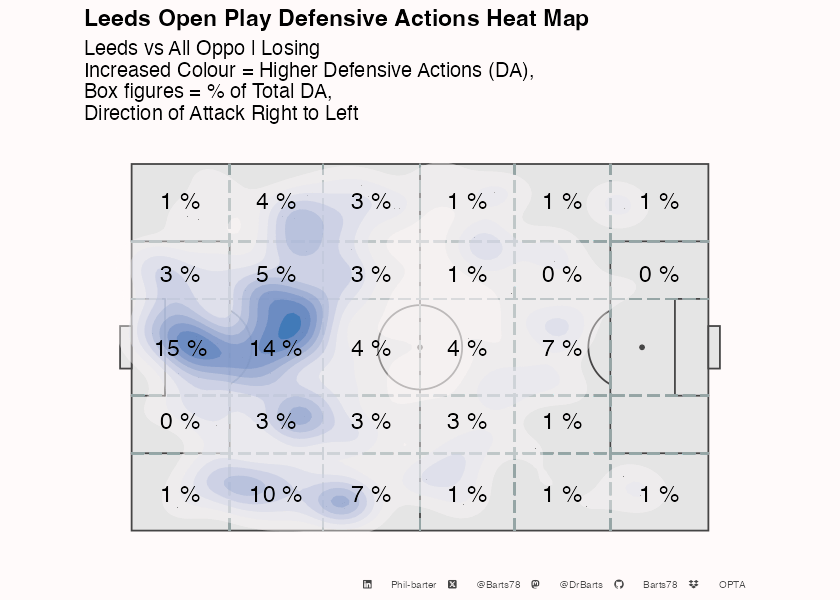 Leeds Open Play Defensive Actions Heat Map
Leeds vs All Oppo I Losing
Increased Colour = Higher Defensive Actions (DA),
Box figures = % of Total DA,
Direction of Attack Right to Left
1 % 4 % 3 % 1 % 1 % 1 %
3 % 5 % 3 % 1 % 0 % 0 %
15 % 14 % 4 % 4 % 7 %
0 % 3 % 3 % 3 % 1 %
1 % 10 % 7 % 1 % 1 % 1 %
Phil-barter @Barts78 @DrBarts Barts78 OPTA